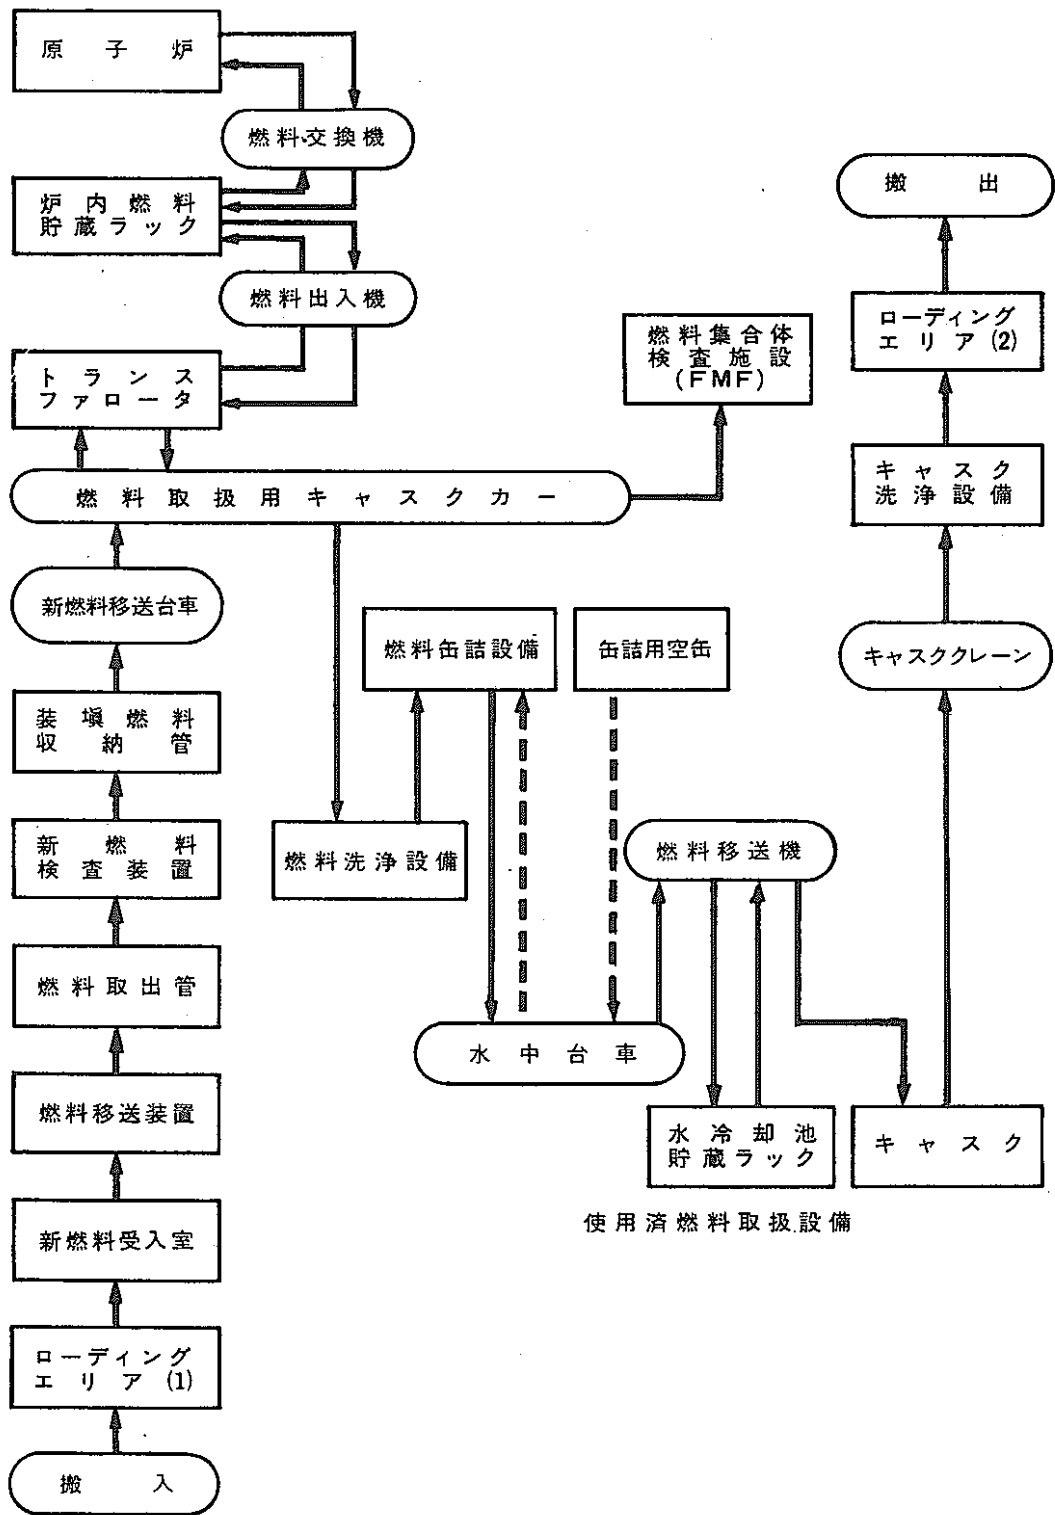 原子炉
燃料交換機
炉内燃料
貯蔵ラック
燃料出入機
トランス
ファロータ
燃料取扱用キャスクカー
新燃料移送台車
装塡燃料
収納管
新燃料
検査装置
燃料取出管
燃料移送装置
新燃料受入室
ローディング
エリア(1)
搬入
燃料集合体
検査施設
(FMF)
燃料缶詰設備
缶詰用空缶
燃料洗浄設備
燃料移送機
水中台車
水冷却池
貯蔵ラック
使用済燃料取扱設備
搬出
ローディング
エリア(2)
キャスク
洗浄設備
キャスククレーン
キャスク